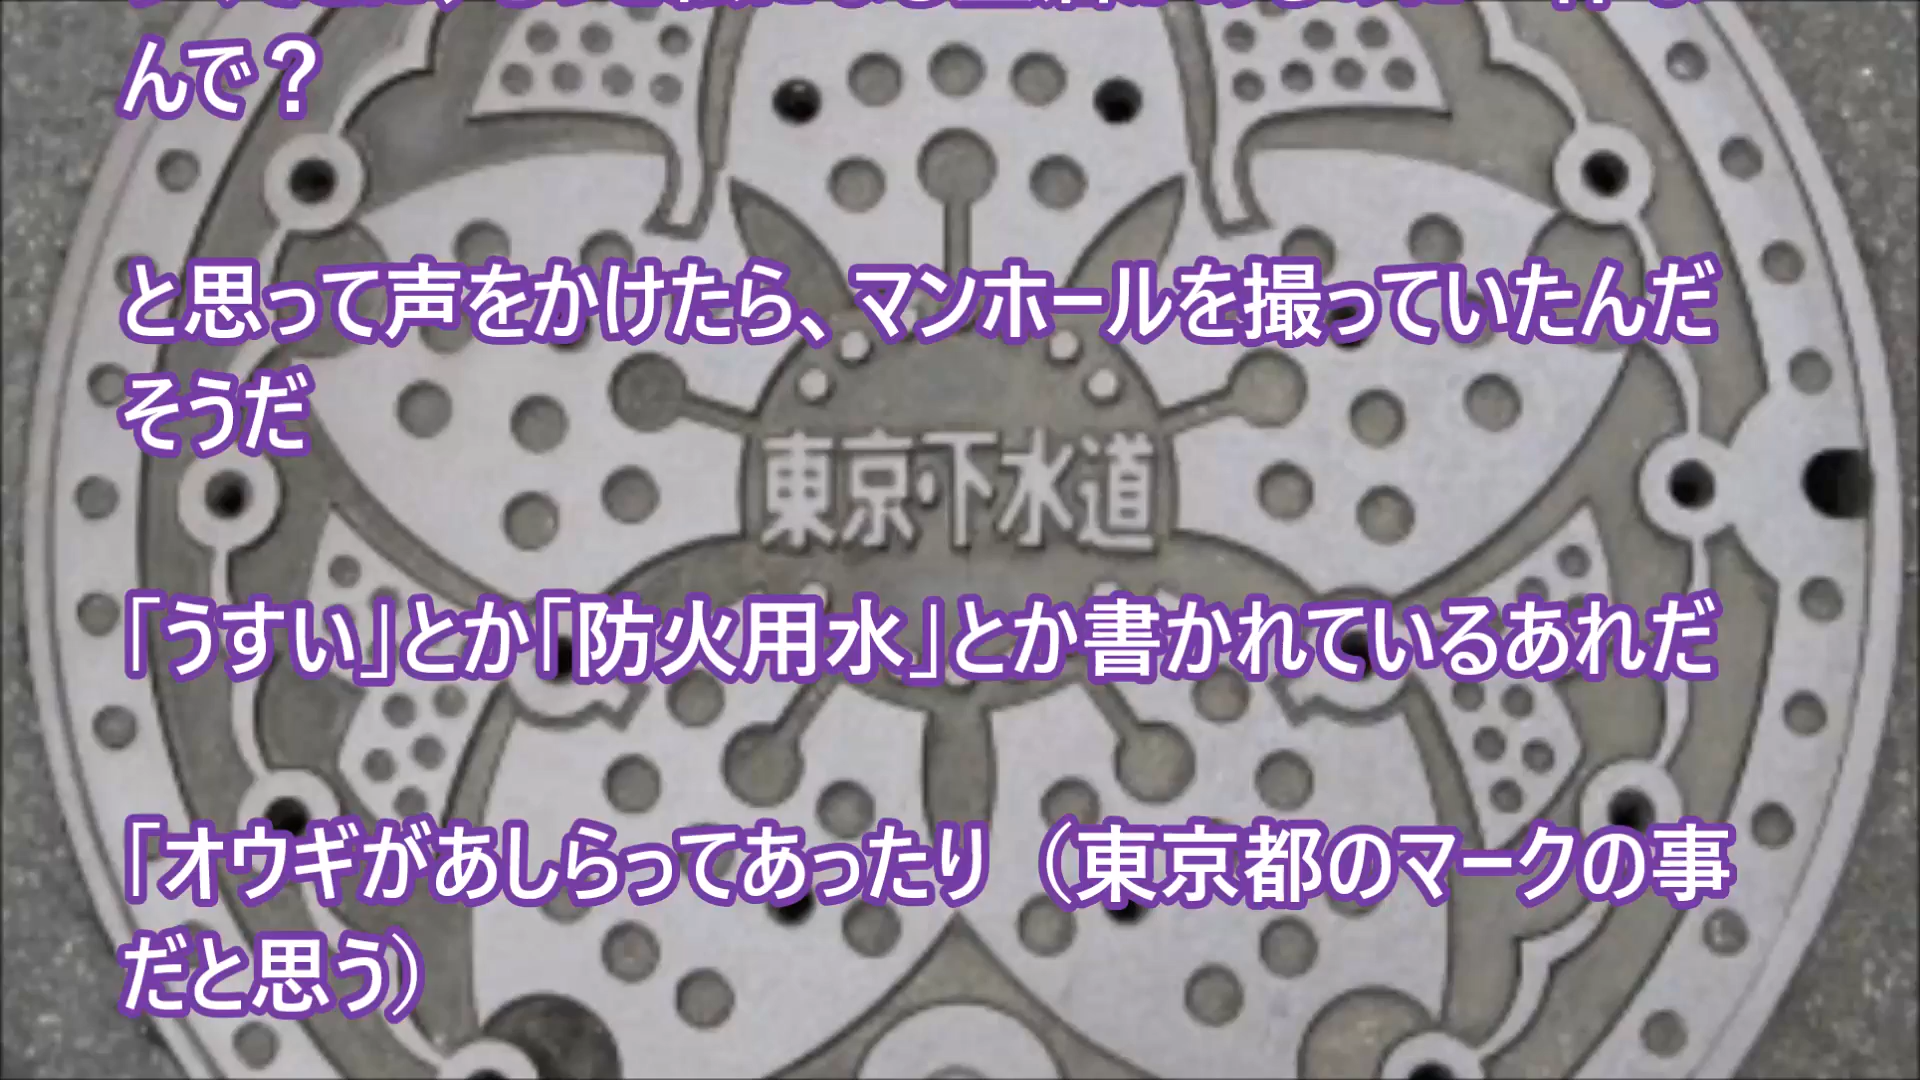 んで?
と思って声をかけたら、マンホールを撮っていたんだ
そうだ
東京下水道
「うすい」とか「防火用水」とか書かれているあれだ
「オウギがあしらってあったり（東京都のマークの事
だと思う）